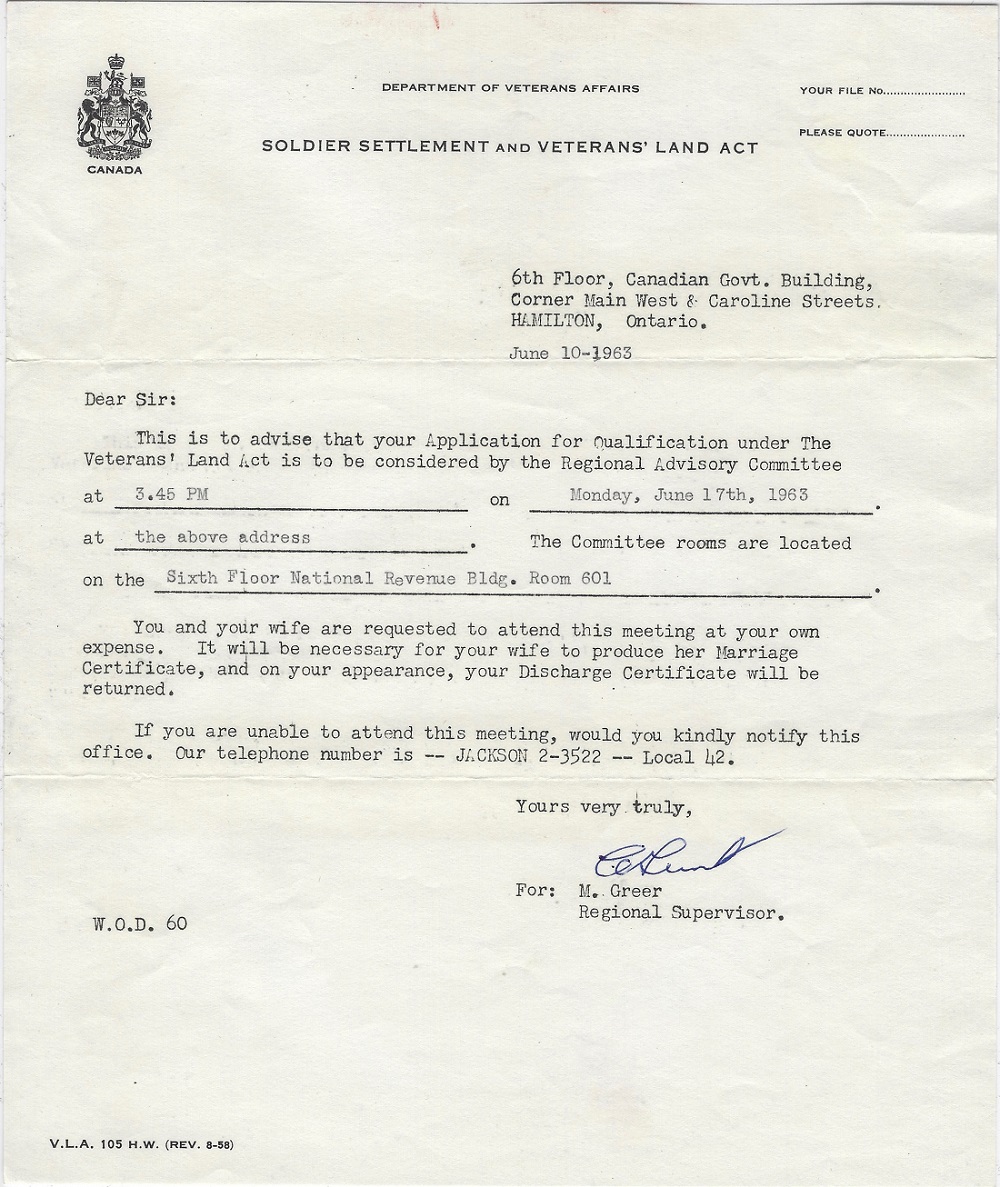 DEPARTMENT OF VETERANS AFFAIRS
YOUR FILE No.......................
PLEASE QUOTE.......................
SOLDIER SETTLEMENT AND VETERANS' LAND ACT
CANADA
6th Floor, Canadian Govt. Building,
Corner Main West & Caroline Streets.
HAMILTON, Ontario.
June 10-1963
Dear Sir:
This is to advise that your Application for Qualification under The
Veterans' Land Act is to be considered by the Regional Advisory Committee
at 3.45 PM on Monday, June 17th, 1963.
at the above address. The Committee rooms are located
on the Sixth Floor National Revenue Bldg. Room 601.
You and your wife are requested to attend this meeting at your own
expense. It will be necessary for your wife to produce her Marriage
Certificate, and on your appearance, your Discharge Certificate will be
returned.
If you are unable to attend this meeting, would you kindly notify this
office. Our telephone number is -- JACKSON 2-3522 -- Local 42.
Yours very truly,
For: M. Greer
Regional Supervisor.
W.O.D. 60
V.L.A. 105 H.W. (REV. 8-58)